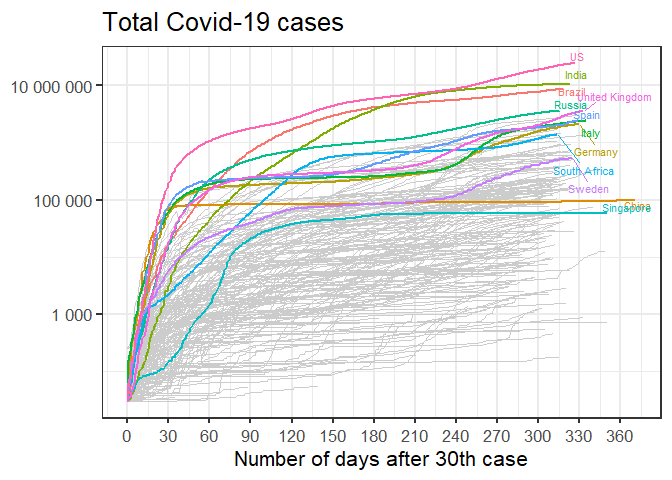 Total Covid-19 cases
10 000 000
100 000
1 000
US
India
Brazil
United Kingdom
Russia
Spain
Italy
Germany
South Africa
Sweden
Singapore
China
0 30 60 90 120 150 180 210 240 270 300 330 360
Number of days after 30th case